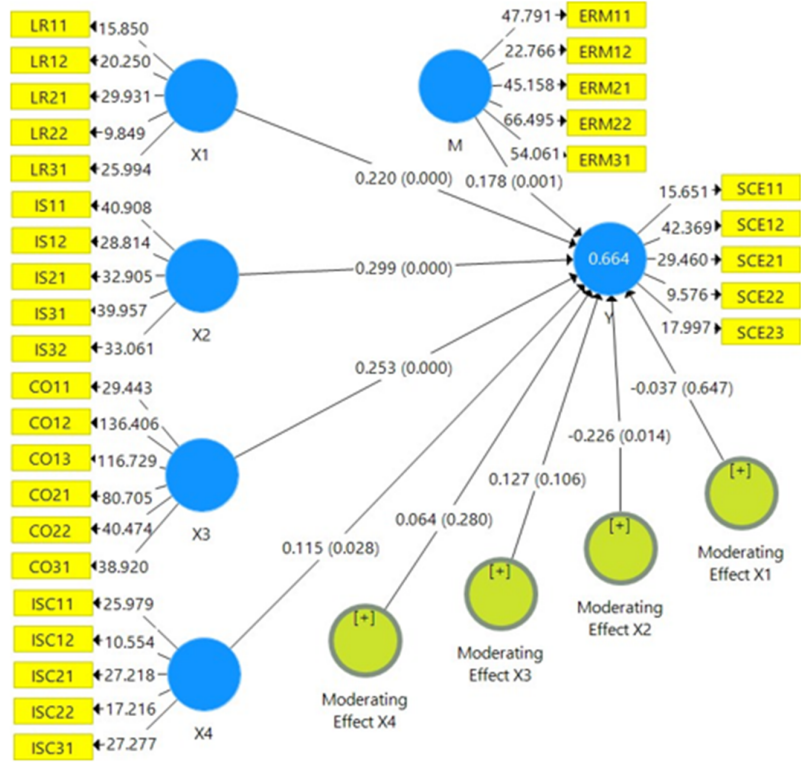 LR11
15.850
LR12
20.250
LR21
29.931
LR22
9.849
LR31
25.994
X1
IS11
40.908
IS12
28.814
IS21
32.905
IS31
39.957
IS32
33.061
X2
CO11
29.443
CO12
136.406
CO13
116.729
CO21
80.705
CO22
40.474
CO31
38.920
X3
ISC11
25.979
ISC12
10.554
ISC21
27.218
ISC22
17.216
ISC31
27.277
X4
47.791
ERM11
22.766
ERM12
45.158
ERM21
66.495
ERM22
54.061
ERM31
M
0.220 (0.000)
0.178 (0.001)
0.299 (0.000)
0.253 (0.000)
0.115 (0.028)
0.064 (0.280)
0.127 (0.106)
-0.226 (0.014)
-0.037 (0.647)
0.664
Y
15.651
SCE11
42.369
SCE12
29.460
SCE21
9.576
SCE22
17.997
SCE23
[+]
Moderating
Effect X1
[+]
Moderating
Effect X2
[+]
Moderating
Effect X3
[+]
Moderating
Effect X4